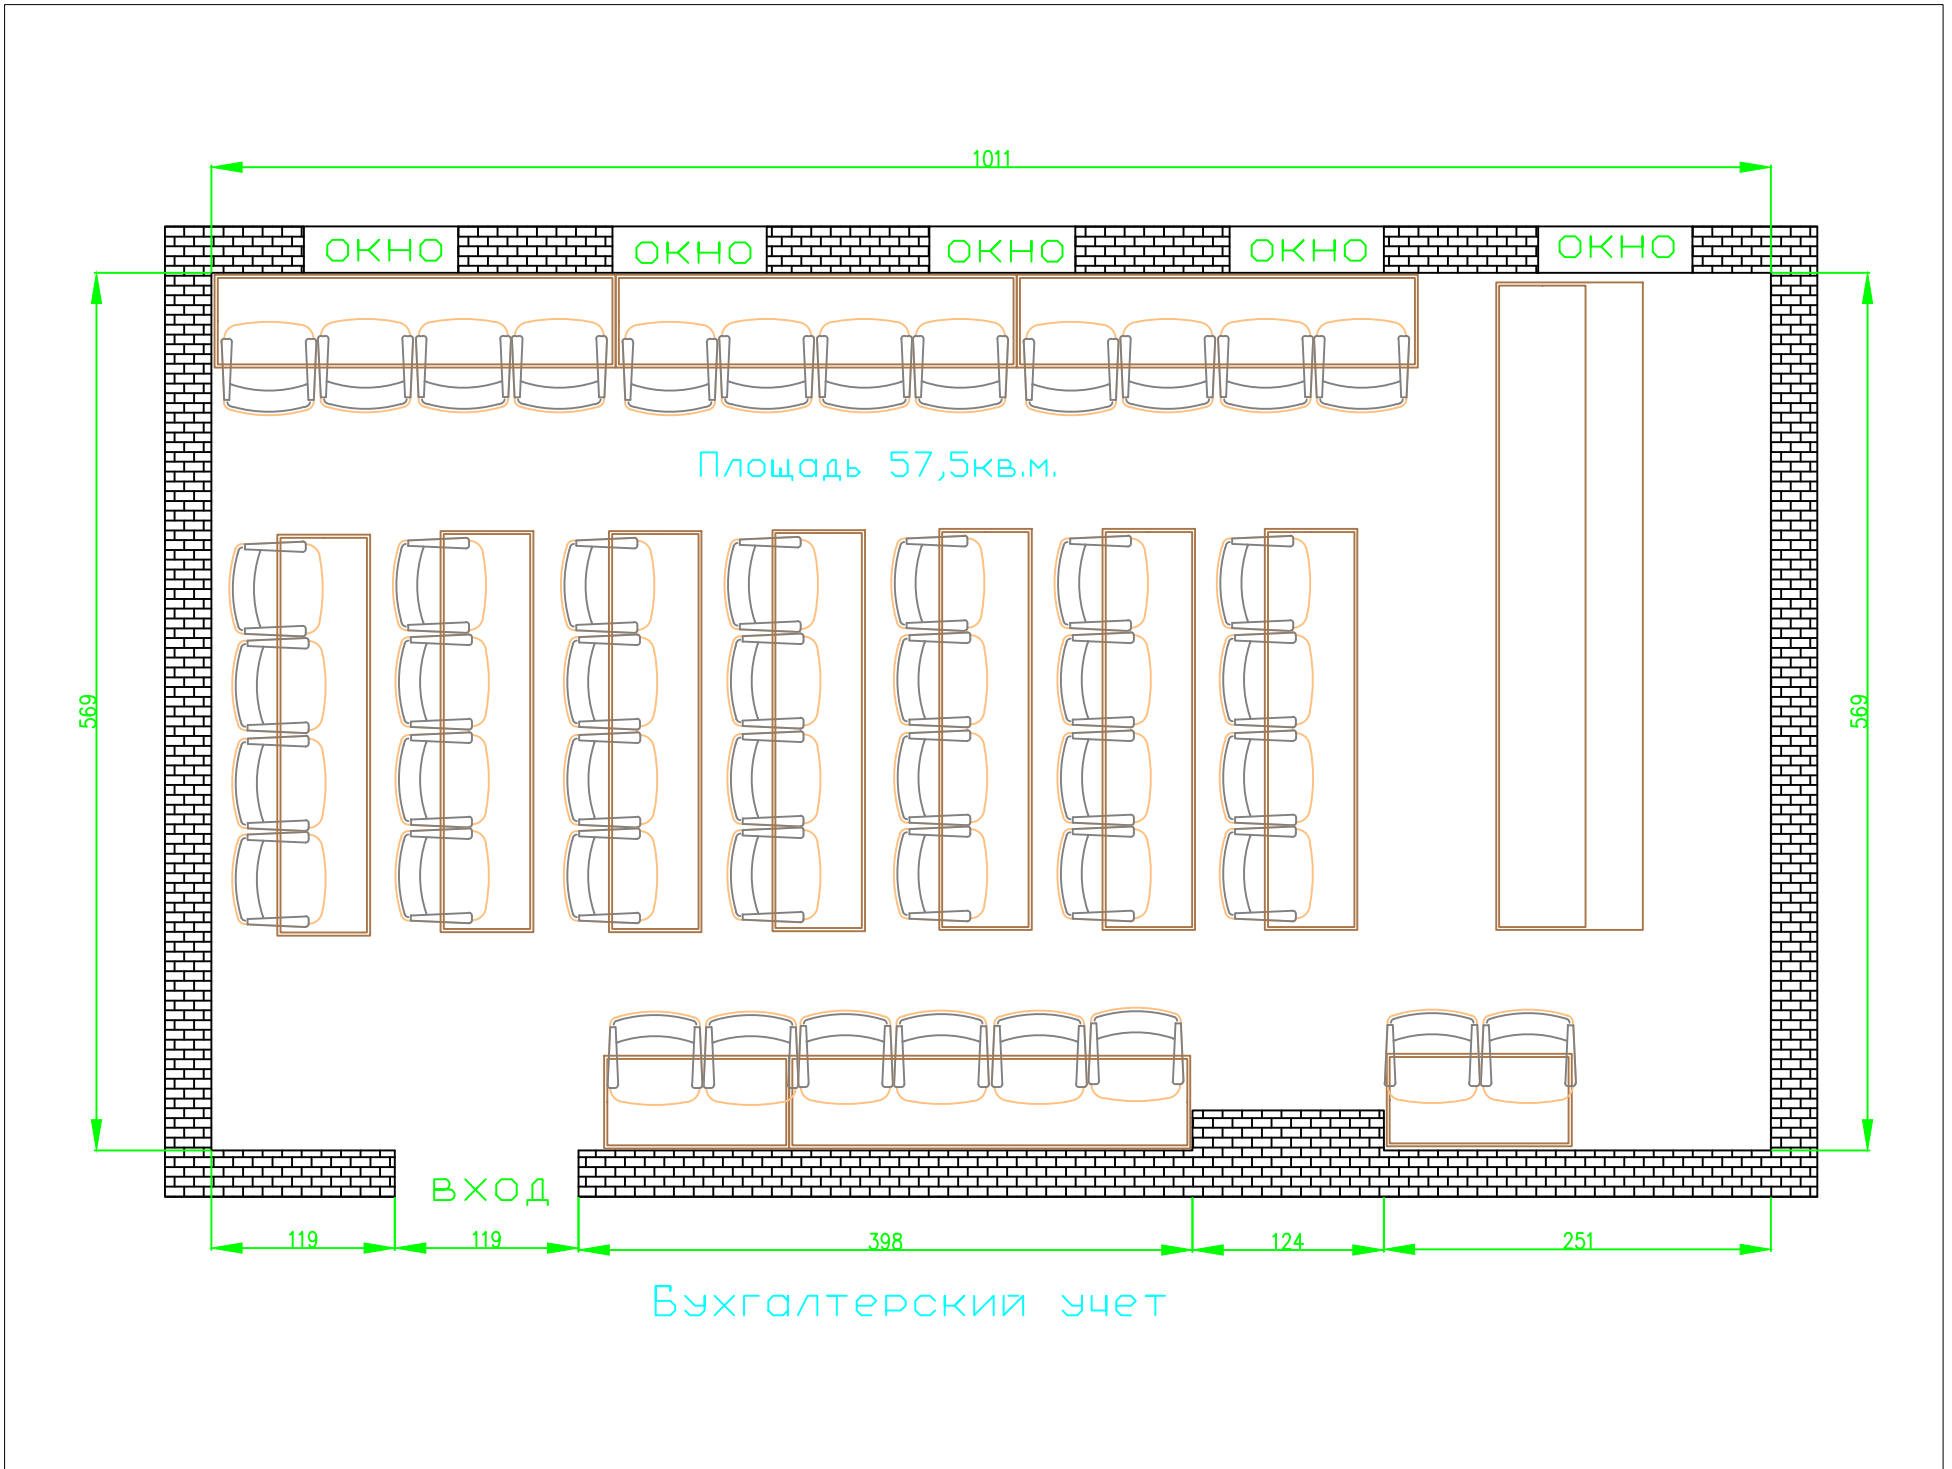 1011
ОКНО ОКНО ОКНО ОКНО ОКНО
Площадь 57,5кв.м.
569
569
ВХОД
119 119 398 124 251
Бухгалтерский учет